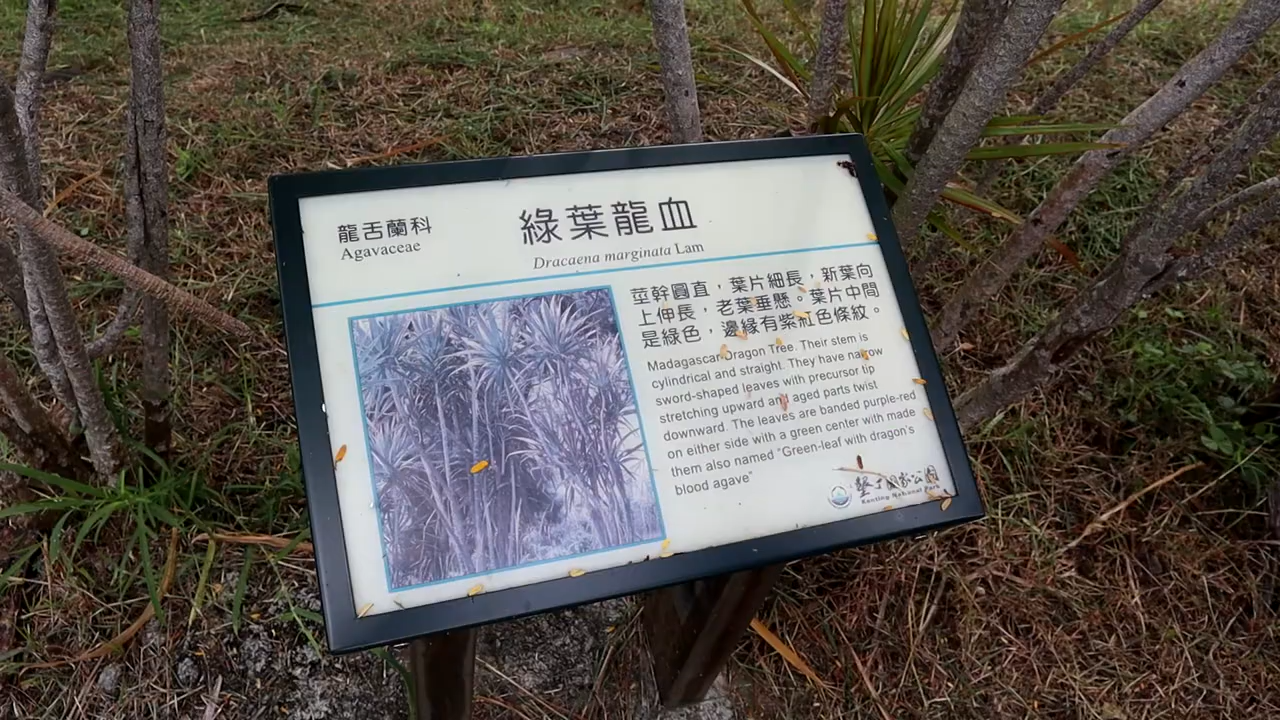 龍舌蘭科
Agavaceae
綠葉龍血
Dracaena marginata Lam
莖幹圓直，葉片細長，新葉向
上伸長，老葉垂懸。葉片中間
是綠色，邊緣有紫紅色條紋。
Madagascar Dragon Tree. Their stem is
cylindrical and straight. They have narrow
sword-shaped leaves with precursor tip
stretching upward and aged parts twist
downward. The leaves are banded purple-red
on either side with a green center with made
them also named "Green-leaf with dragon's
blood agave"
墾丁國家公園
Kenting National Park